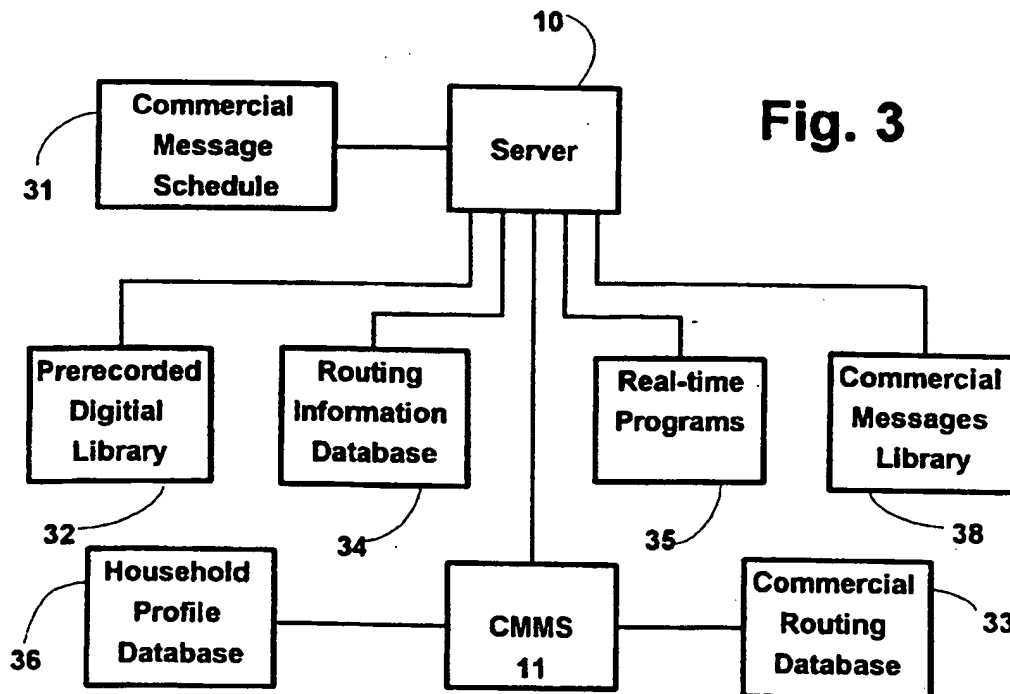 10
Commercial
Message
Schedule
31
Server
Fig. 3
Prerecorded
Digitial
Library
32
Routing
Information
Database
34
Real-time
Programs
35
Commercial
Messages
Library
38
Household
Profile
Database
36
CMMS
11
Commercial
Routing
Database
33